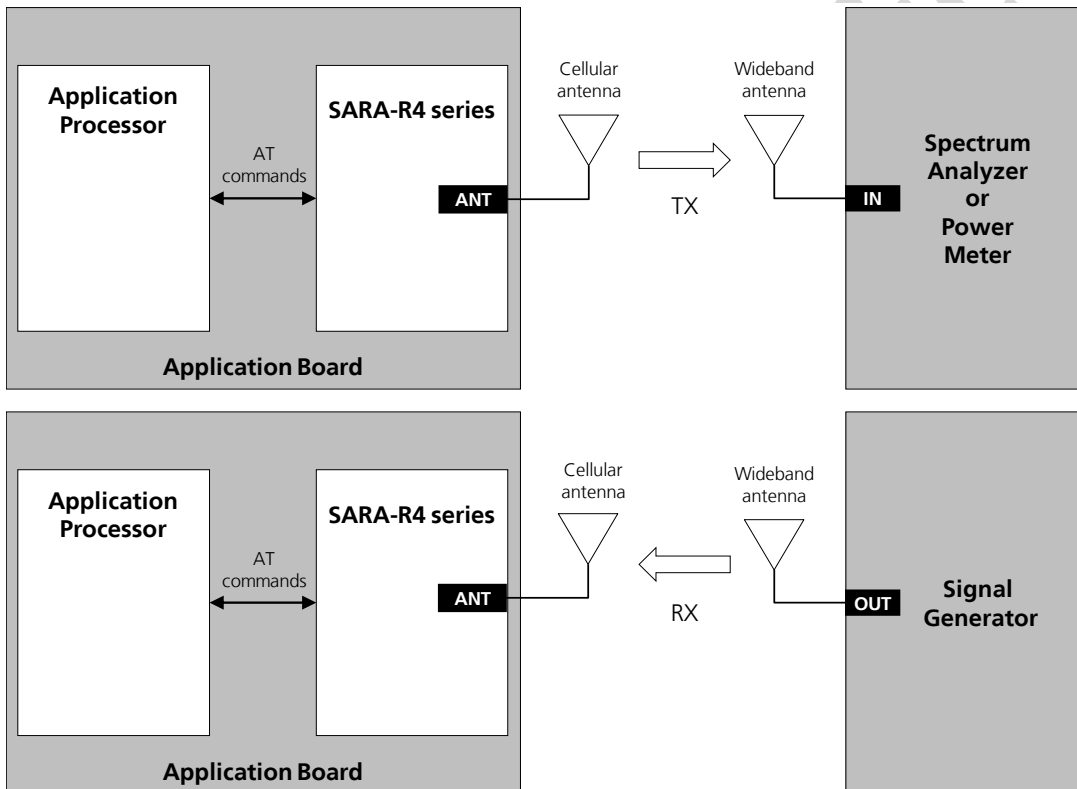 Application
Processor
AT
commands
SARA-R4 series
ANT
Application Board
Cellular
antenna
TX
Wideband
antenna
IN
Spectrum
Analyzer
or
Power
Meter
Application
Processor
AT
commands
SARA-R4 series
ANT
Application Board
Cellular
antenna
RX
Wideband
antenna
OUT
Signal
Generator